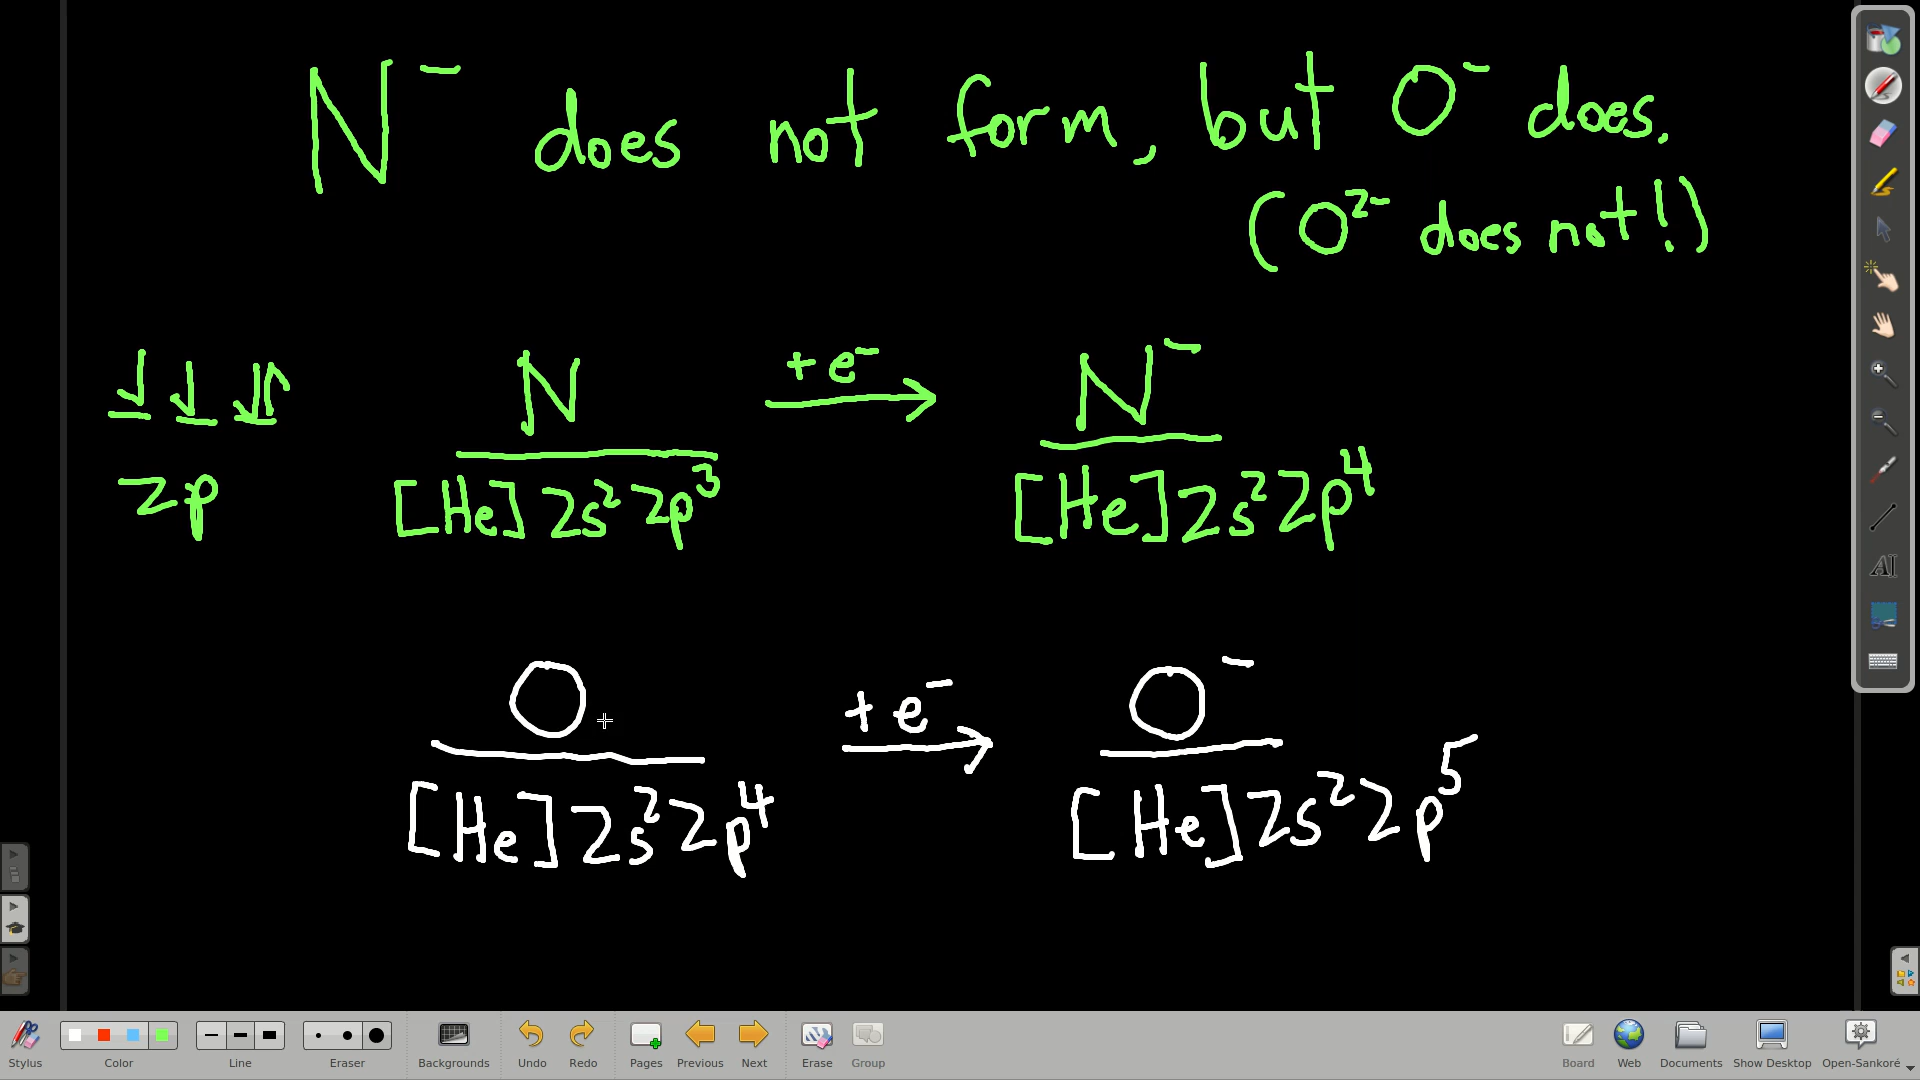 N⁻ does not form, but O⁻ does.
(O²⁻ does not!)
N +e⁻ N⁻
2p [He]2s²2p³ [He]2s²2p⁴
O +e⁻ O⁻
[He]2s²2p⁴ [He]2s²2p⁵
Stylus Color Line Eraser Backgrounds Undo Redo Pages Previous Next Erase Group Board Web Documents Show Desktop Open-Sankoré